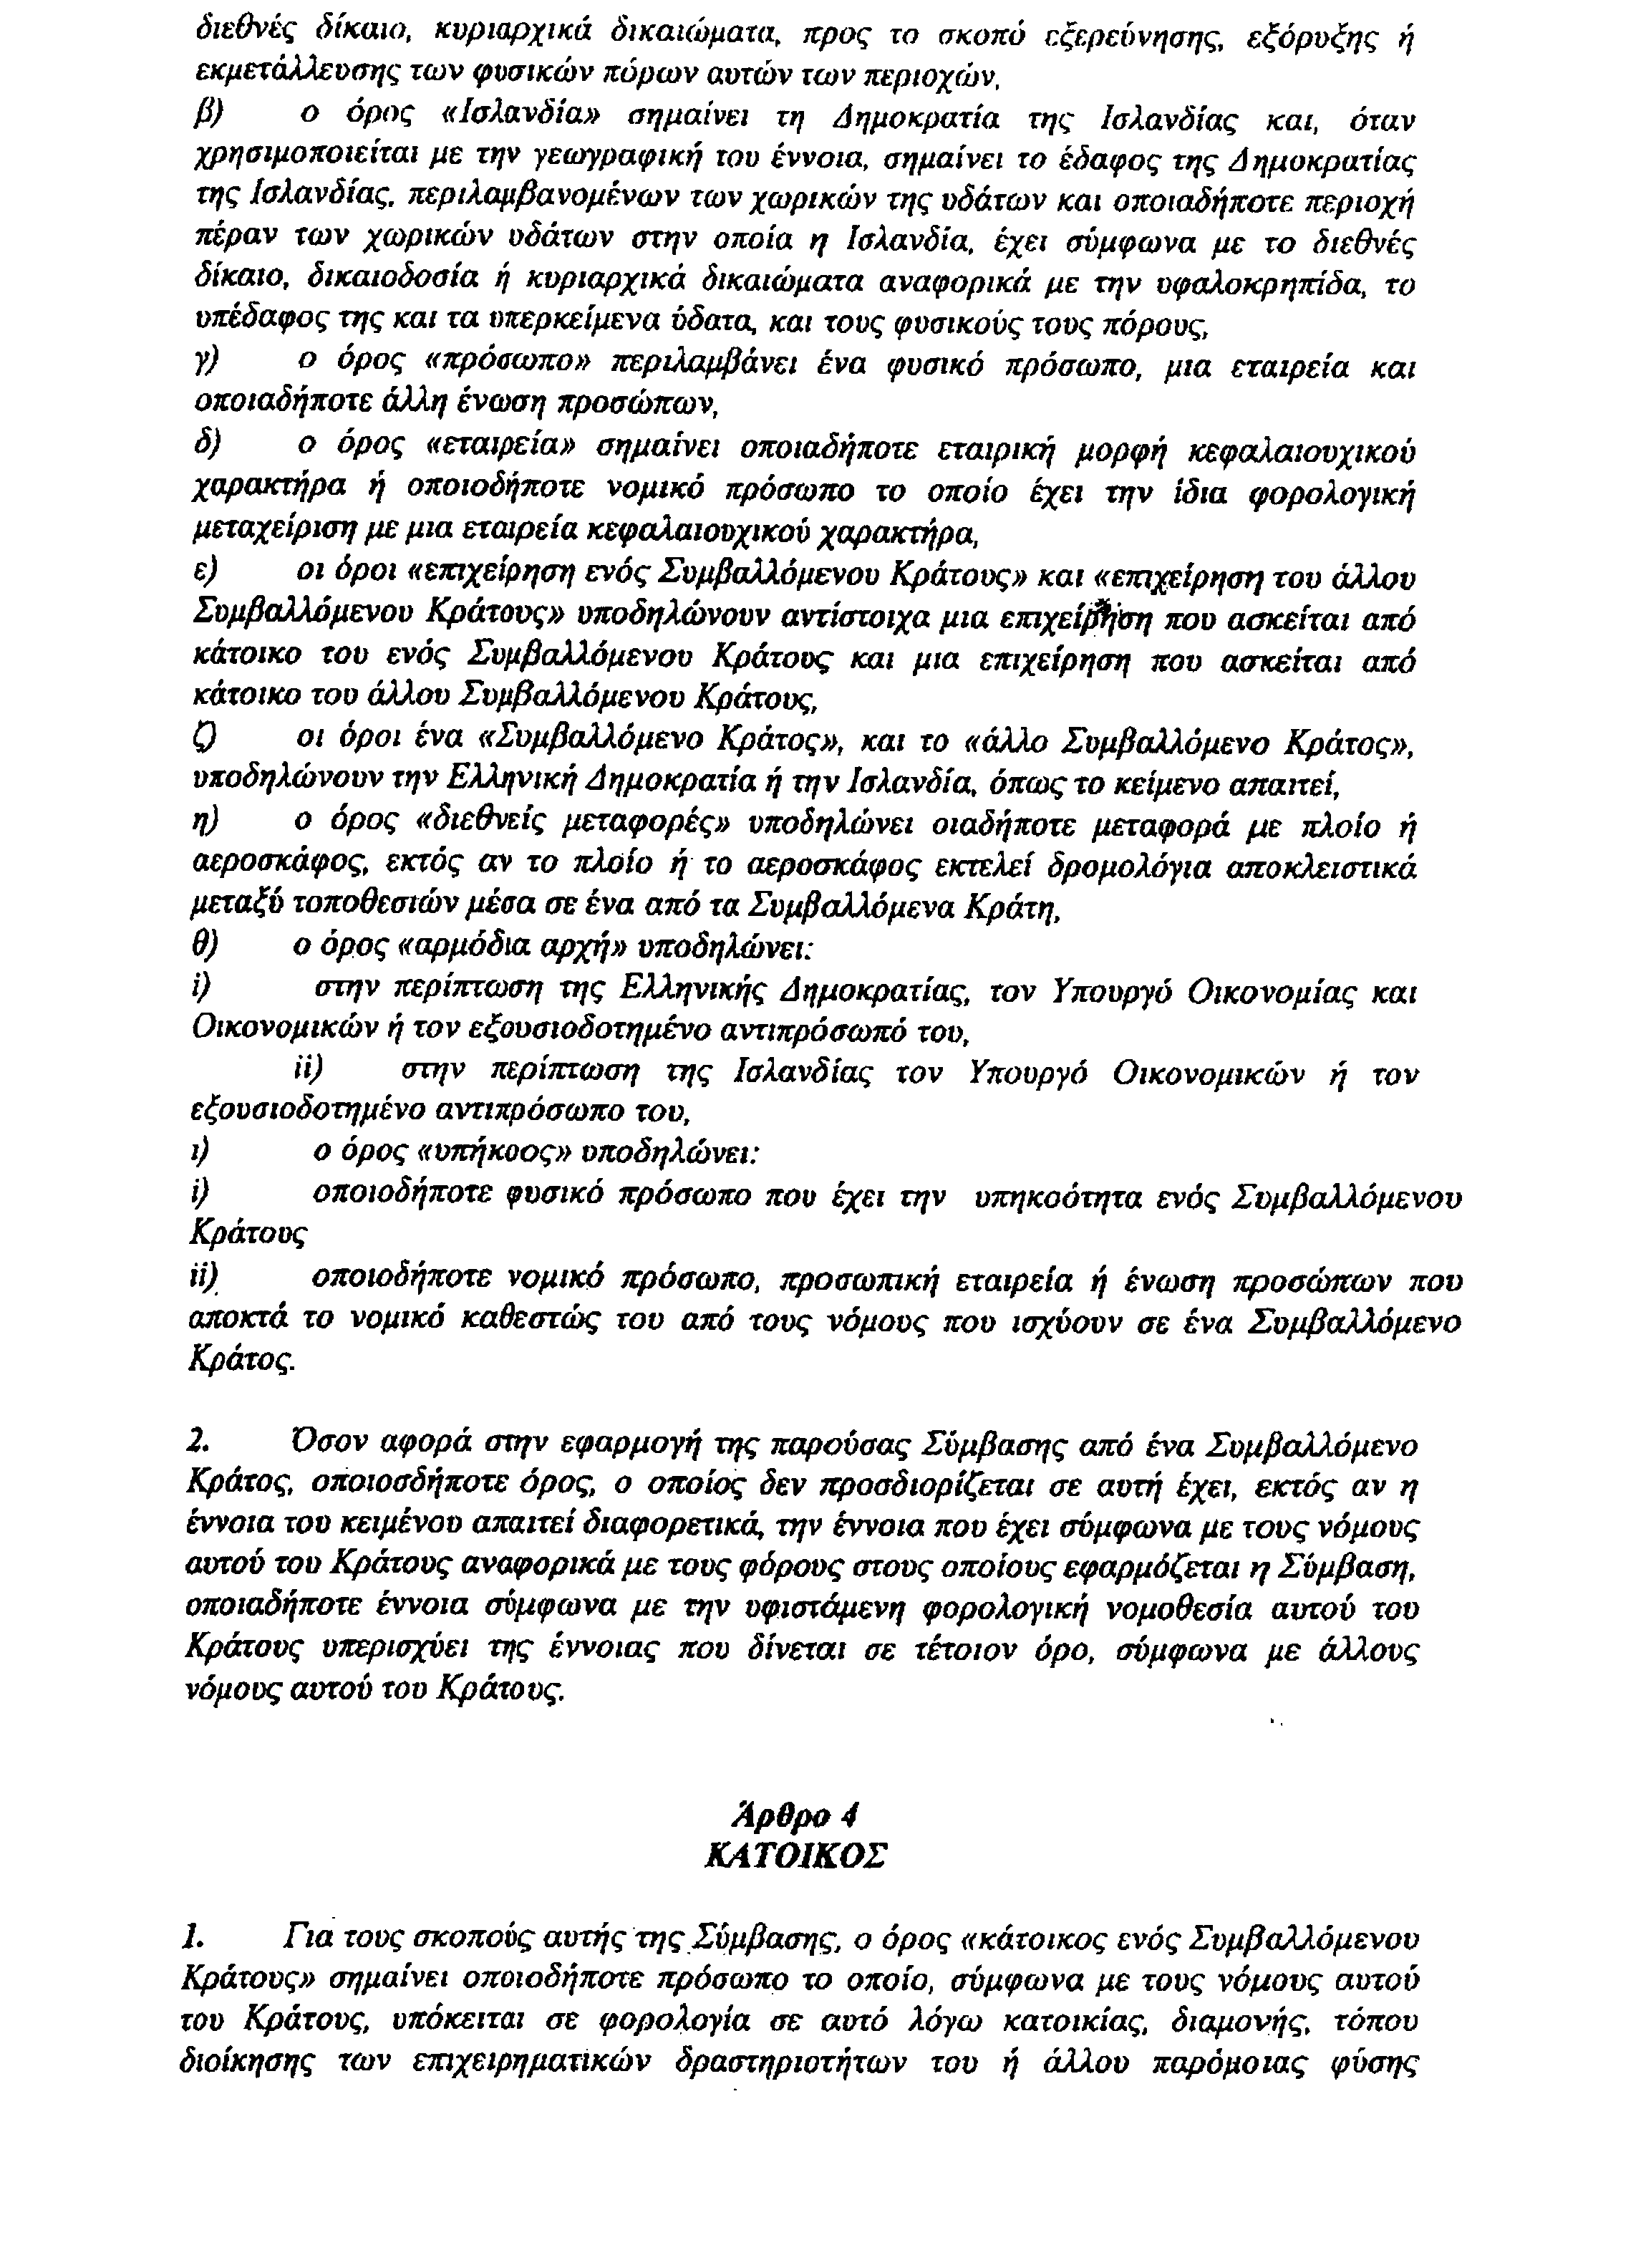 διεθνές δίκαιο, κυριαρχικά δικαιώματα, προς το σκοπό εξερεύνησης, εξόρυξης ή
εκμετάλλευσης των φυσικών πόρων αυτών των περιοχών,
β) ο όρος «Ισλανδία» σημαίνει τη Δημοκρατία της Ισλανδίας και, όταν
χρησιμοποιείται με την γεωγραφική του έννοια, σημαίνει το έδαφος της Δημοκρατίας
της Ισλανδίας, περιλαμβανομένων των χωρικών της υδάτων και οποιαδήποτε περιοχή
πέραν των χωρικών υδάτων στην οποία η Ισλανδία, έχει σύμφωνα με το διεθνές
δίκαιο, δικαιοδοσία ή κυριαρχικά δικαιώματα αναφορικά με την υφαλοκρηπίδα, το
υπέδαφος της και τα υπερκείμενα ύδατα, και τους φυσικούς τους πόρους,
γ) ο όρος «πρόσωπο» περιλαμβάνει ένα φυσικό πρόσωπο, μια εταιρεία και
οποιαδήποτε άλλη ένωση προσώπων,
δ) ο όρος «εταιρεία» σημαίνει οποιαδήποτε εταιρική μορφή κεφαλαιουχικού
χαρακτήρα ή οποιοδήποτε νομικό πρόσωπο το οποίο έχει την ίδια φορολογική
μεταχείριση με μια εταιρεία κεφαλαιουχικού χαρακτήρα,
ε) οι όροι «επιχείρηση ενός Συμβαλλόμενου Κράτους» και «επιχείρηση του άλλου
Συμβαλλόμενου Κράτους» υποδηλώνουν αντίστοιχα μια επιχείρηση που ασκείται από
κάτοικο του ενός Συμβαλλόμενου Κράτους και μια επιχείρηση που ασκείται από
κάτοικο του άλλου Συμβαλλόμενου Κράτους,
ζ) οι όροι ένα «Συμβαλλόμενο Κράτος», και το «άλλο Συμβαλλόμενο Κράτος»,
υποδηλώνουν την Ελληνική Δημοκρατία ή την Ισλανδία, όπως το κείμενο απαιτεί,
η) ο όρος «διεθνείς μεταφορές» υποδηλώνει οιαδήποτε μεταφορά με πλοίο ή
αεροσκάφος, εκτός αν το πλοίο ή το αεροσκάφος εκτελεί δρομολόγια αποκλειστικά
μεταξύ τοποθεσιών μέσα σε ένα από τα Συμβαλλόμενα Κράτη,
θ) ο όρος «αρμόδια αρχή» υποδηλώνει:
i) στην περίπτωση της Ελληνικής Δημοκρατίας, τον Υπουργό Οικονομίας και
Οικονομικών ή τον εξουσιοδοτημένο αντιπρόσωπό του,
ii) στην περίπτωση της Ισλανδίας τον Υπουργό Οικονομικών ή τον
εξουσιοδοτημένο αντιπρόσωπο του,
ι) ο όρος «υπήκοος» υποδηλώνει:
i) οποιοδήποτε φυσικό πρόσωπο που έχει την υπηκοότητα ενός Συμβαλλόμενου
Κράτους
ii) οποιοδήποτε νομικό πρόσωπο, προσωπική εταιρεία ή ένωση προσώπων που
αποκτά το νομικό καθεστώς του από τους νόμους που ισχύουν σε ένα Συμβαλλόμενο
Κράτος.
2. Όσον αφορά στην εφαρμογή της παρούσας Σύμβασης από ένα Συμβαλλόμενο
Κράτος, οποιοσδήποτε όρος, ο οποίος δεν προσδιορίζεται σε αυτή έχει, εκτός αν η
έννοια του κειμένου απαιτεί διαφορετικά, την έννοια που έχει σύμφωνα με τους νόμους
αυτού του Κράτους αναφορικά με τους φόρους στους οποίους εφαρμόζεται η Σύμβαση,
οποιαδήποτε έννοια σύμφωνα με την υφιστάμενη φορολογική νομοθεσία αυτού του
Κράτους υπερισχύει της έννοιας που δίνεται σε τέτοιον όρο, σύμφωνα με άλλους
νόμους αυτού του Κράτους.
Άρθρο 4
ΚΑΤΟΙΚΟΣ
1. Για τους σκοπούς αυτής της Σύμβασης, ο όρος «κάτοικος ενός Συμβαλλόμενου
Κράτους» σημαίνει οποιοδήποτε πρόσωπο το οποίο, σύμφωνα με τους νόμους αυτού
του Κράτους, υπόκειται σε φορολογία σε αυτό λόγω κατοικίας, διαμονής, τόπου
διοίκησης των επιχειρηματικών δραστηριοτήτων του ή άλλου παρόμοιας φύσης